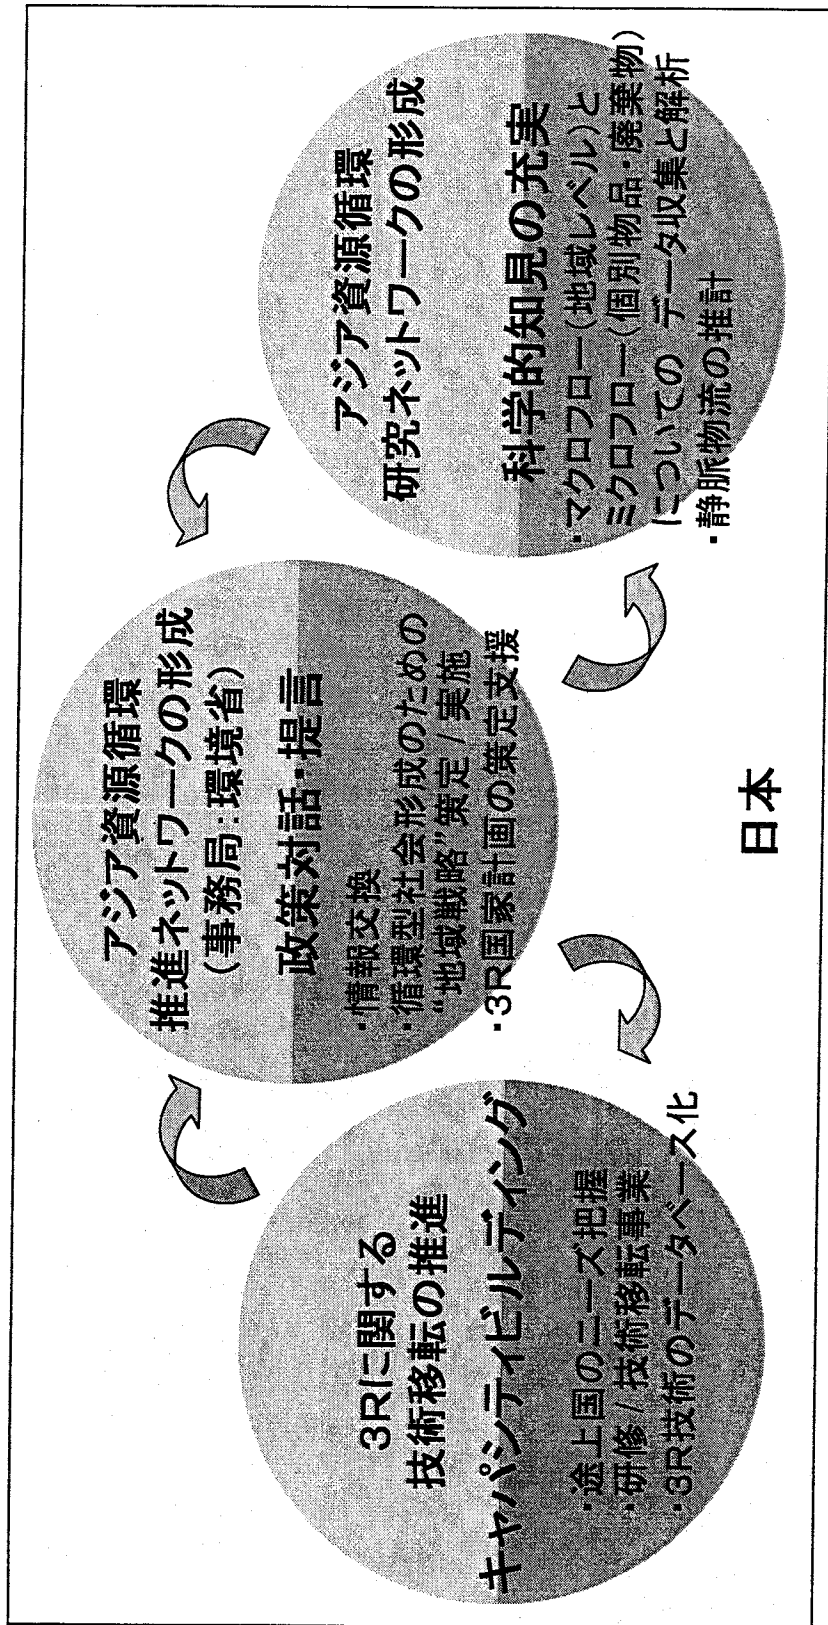 3Rに関する
技術移転の推進
キャパシティビルディング
・途上国のニーズ把握
・研修/技術移転事業
・3R技術のデータベース化
アジア資源循環
推進ネットワークの形成
(事務局:環境省)
政策対話・提言
・情報交換
・循環型社会形成のための
“地域戦略”策定/実施
・3R国家計画の策定支援
アジア資源循環
研究ネットワークの形成
科学的知見の充実
・マクロフロー(地域レベル)と
ミクロフロー(個別物品・廃棄物)
についての データ収集と解析
・静脈物流の推計
日本